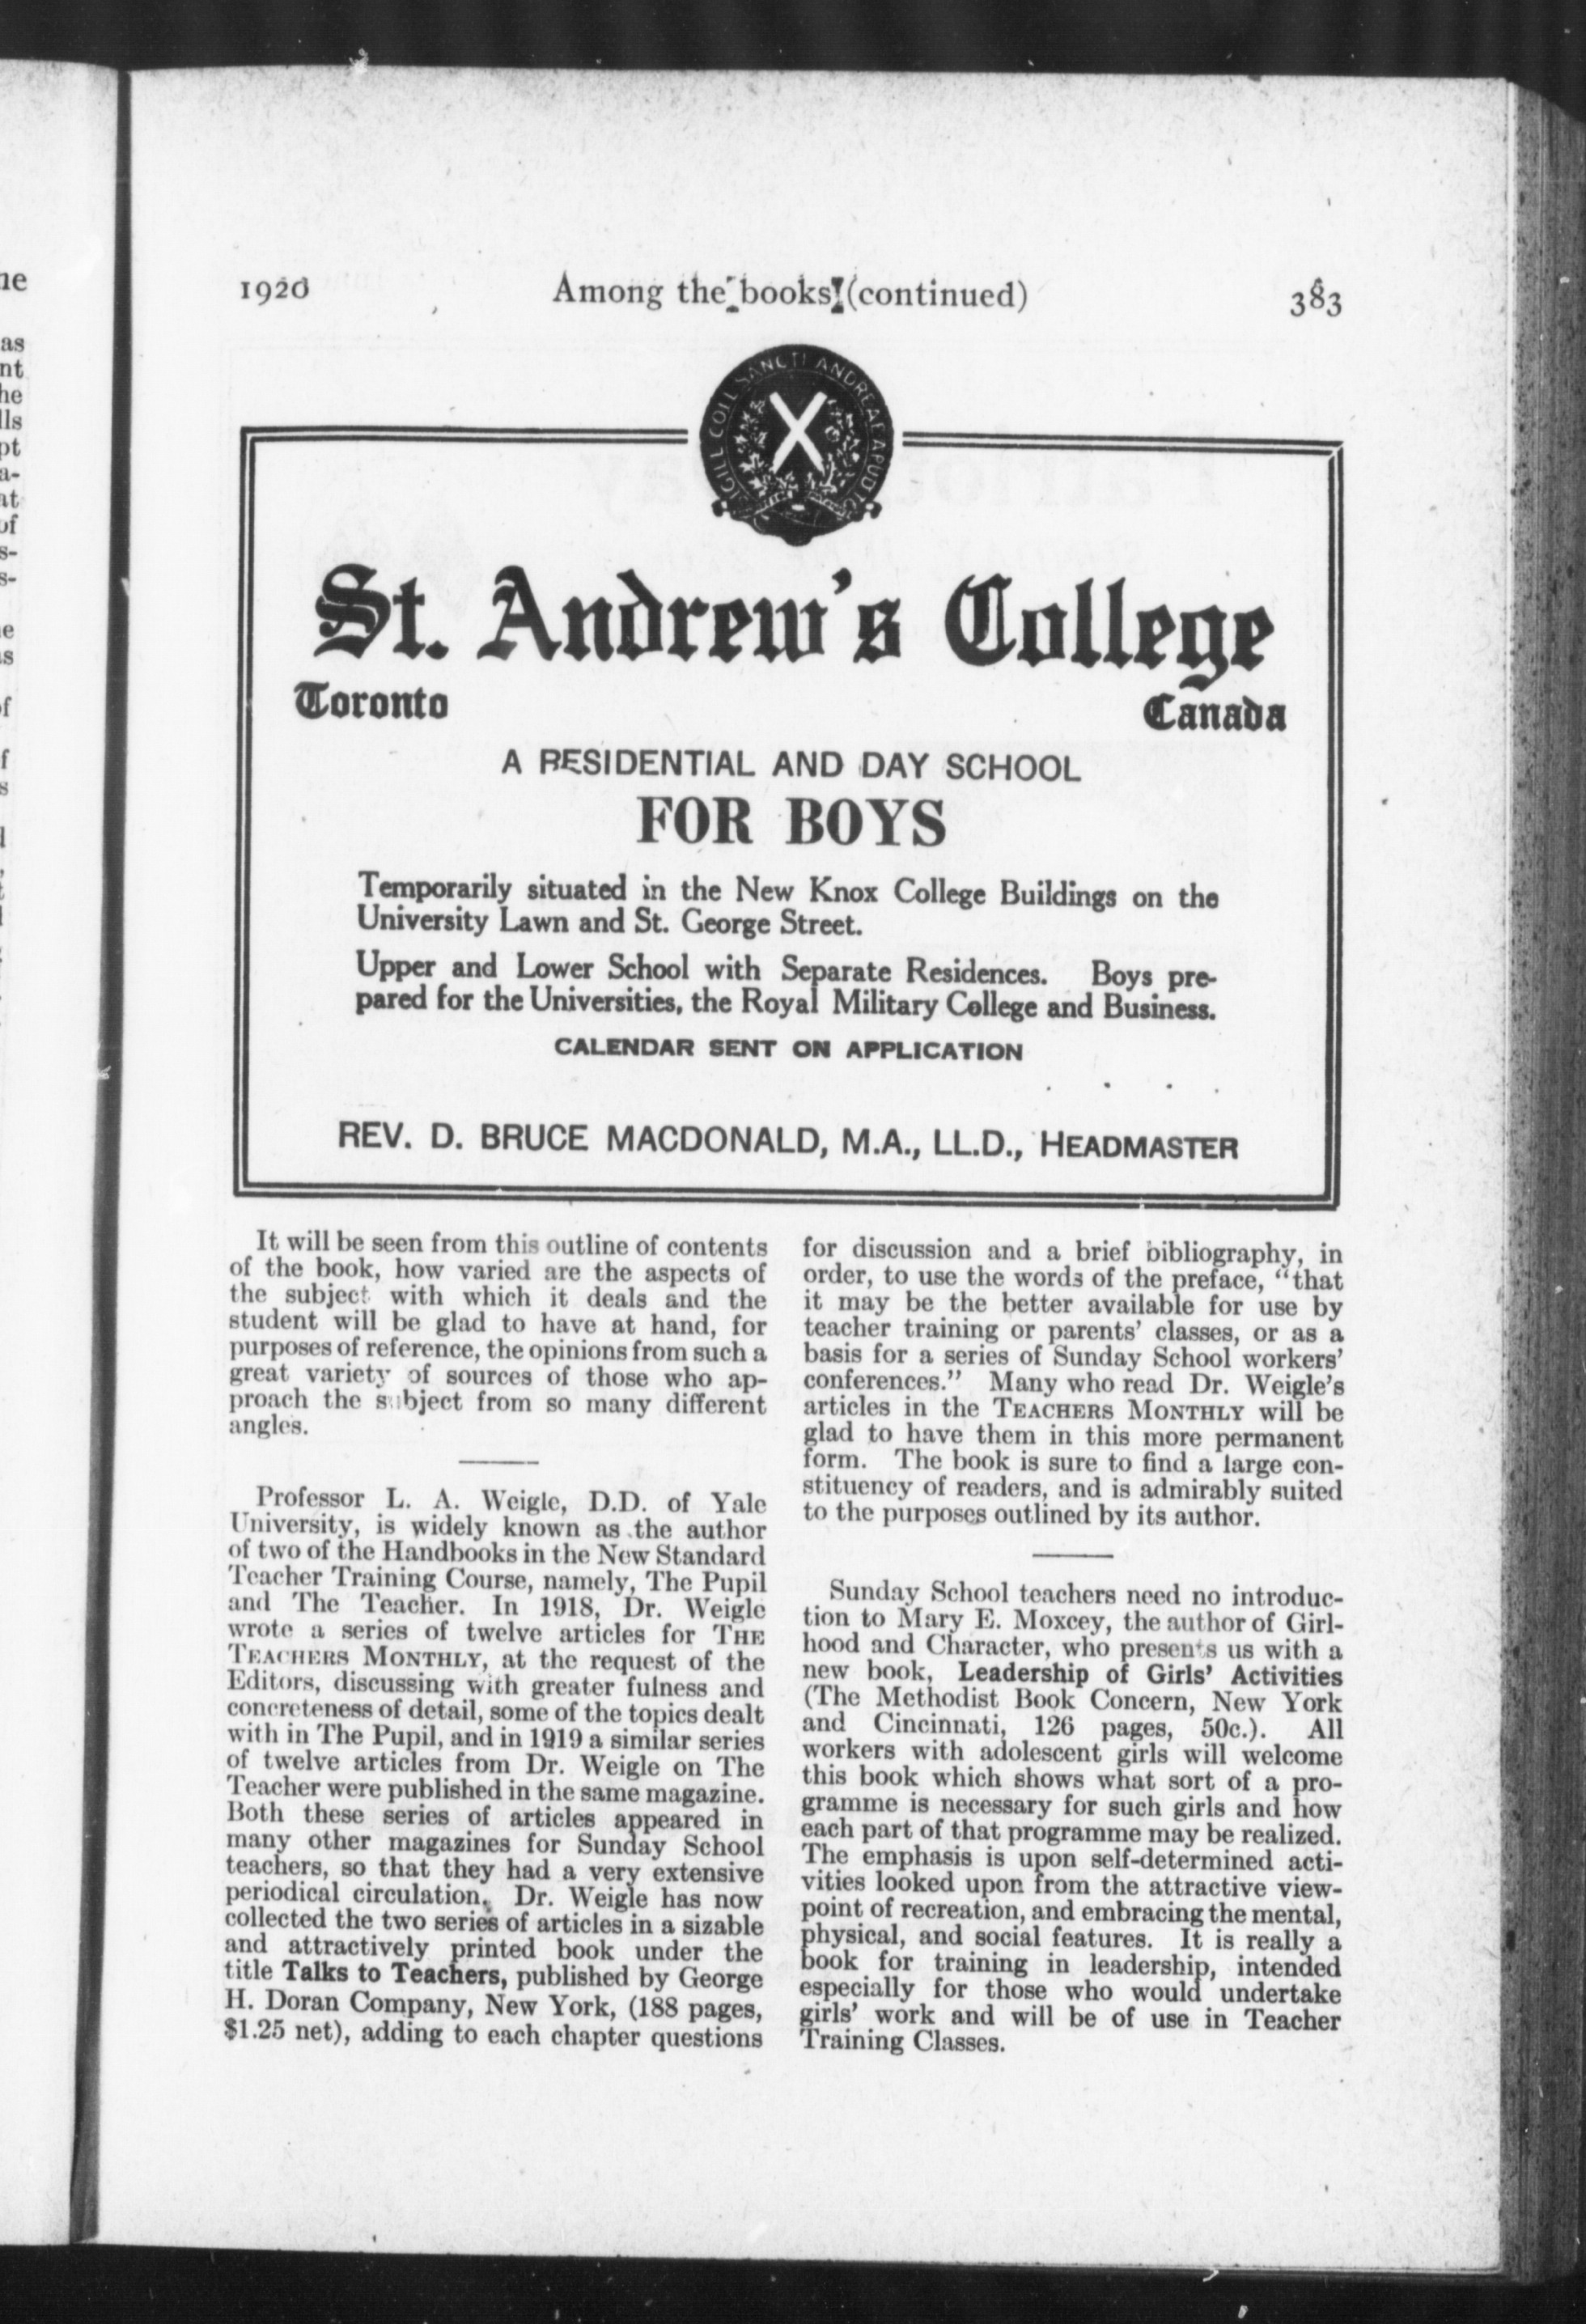 1920 Among the books (continued) 383
SIGILL COLL SANCTI ANDREAE APUD TO
St. Andrew's College
Toronto Canada
A RESIDENTIAL AND DAY SCHOOL
FOR BOYS
Temporarily situated in the New Knox College Buildings on the
University Lawn and St. George Street.
Upper and Lower School with Separate Residences. Boys pre-
pared for the Universities, the Royal Military College and Business.
CALENDAR SENT ON APPLICATION
REV. D. BRUCE MACDONALD, M.A., LL.D., HEADMASTER
It will be seen from this outline of contents
of the book, how varied are the aspects of
the subject with which it deals and the
student will be glad to have at hand, for
purposes of reference, the opinions from such a
great variety of sources of those who ap-
proach the subject from so many different
angles.
Professor L. A. Weigle, D.D. of Yale
University, is widely known as the author
of two of the Handbooks in the New Standard
Teacher Training Course, namely, The Pupil
and The Teacher. In 1918, Dr. Weigle
wrote a series of twelve articles for THE
TEACHERS MONTHLY, at the request of the
Editors, discussing with greater fulness and
concreteness of detail, some of the topics dealt
with in The Pupil, and in 1919 a similar series
of twelve articles from Dr. Weigle on The
Teacher were published in the same magazine.
Both these series of articles appeared in
many other magazines for Sunday School
teachers, so that they had a very extensive
periodical circulation. Dr. Weigle has now
collected the two series of articles in a sizable
and attractively printed book under the
title Talks to Teachers, published by George
H. Doran Company, New York, (188 pages,
$1.25 net), adding to each chapter questions
for discussion and a brief bibliography, in
order, to use the words of the preface, "that
it may be the better available for use by
teacher training or parents' classes, or as a
basis for a series of Sunday School workers'
conferences." Many who read Dr. Weigle's
articles in the TEACHERS MONTHLY will be
glad to have them in this more permanent
form. The book is sure to find a large con-
stituency of readers, and is admirably suited
to the purposes outlined by its author.
Sunday School teachers need no introduc-
tion to Mary E. Moxcey, the author of Girl-
hood and Character, who presents us with a
new book, Leadership of Girls' Activities
(The Methodist Book Concern, New York
and Cincinnati, 126 pages, 50c.). All
workers with adolescent girls will welcome
this book which shows what sort of a pro-
gramme is necessary for such girls and how
each part of that programme may be realized.
The emphasis is upon self-determined acti-
vities looked upon from the attractive view-
point of recreation, and embracing the mental,
physical, and social features. It is really a
book for training in leadership, intended
especially for those who would undertake
girls' work and will be of use in Teacher
Training Classes.